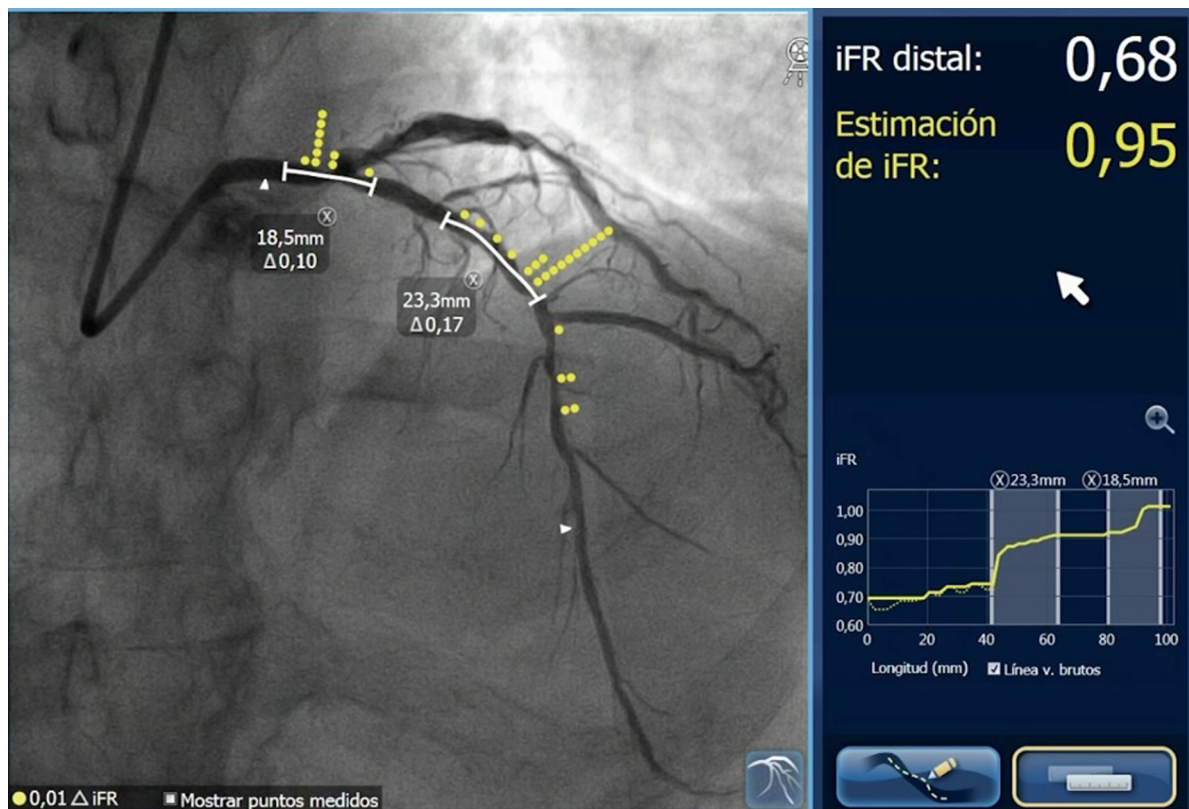 iFR distal: 0,68
Estimación
de iFR: 0,95
18,5mm
Δ 0,10
23,3mm
Δ 0,17
iFR
23,3mm 18,5mm
1,00
0,90
0,80
0,70
0,60
0 20 40 60 80 100
Longitud (mm) Línea v. brutos
0,01 Δ iFR Mostrar puntos medidos